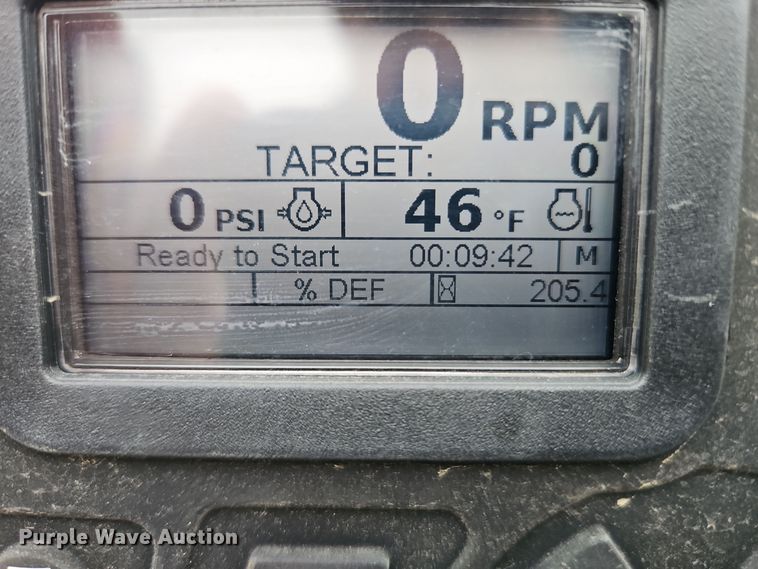 0 RPM
TARGET: 0
0 PSI 46 °F
Ready to Start 00:09:42 M
% DEF 205.4
Purple Wave Auction